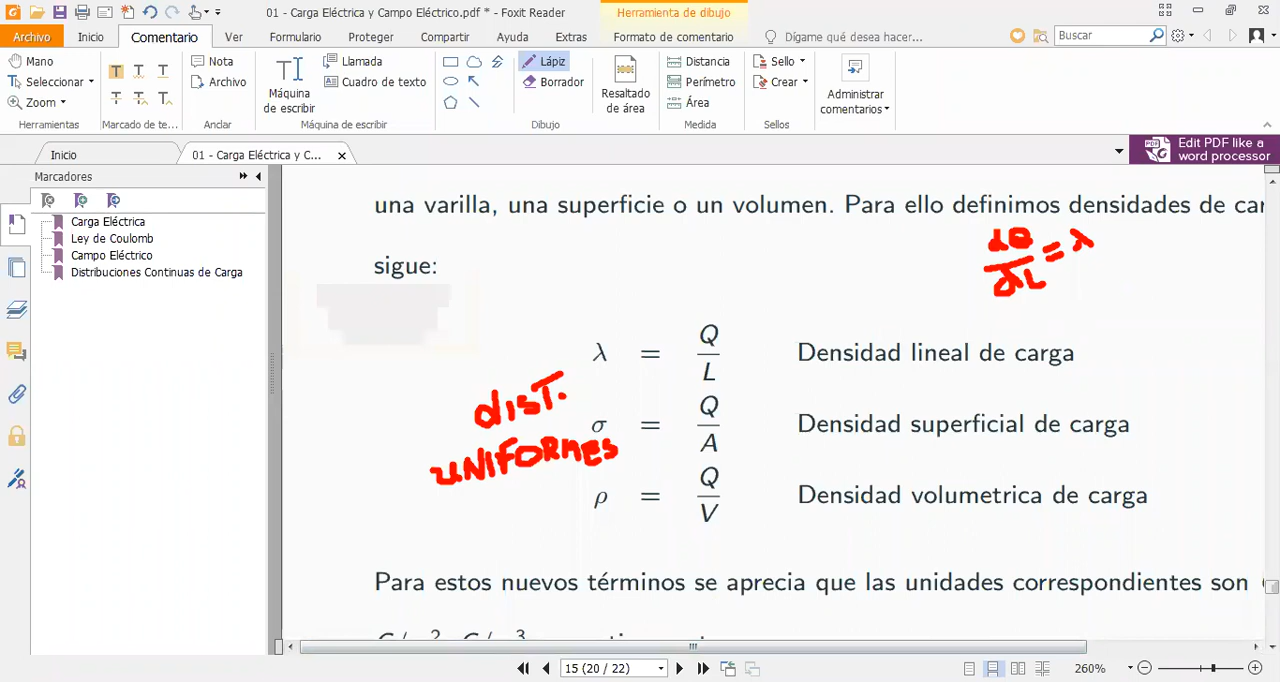 01 - Carga Eléctrica y Campo Eléctrico.pdf * - Foxit Reader
Herramienta de dibujo
Archivo Inicio Comentario Ver Formulario Proteger Compartir Ayuda Extras Formato de comentario Dígame qué desea hacer... Buscar
Mano
Seleccionar
Zoom
Herramientas
Marcado de te...
Nota
Archivo
Anclar
Máquina
de escribir
Llamada
Cuadro de texto
Máquina de escribir
Lápiz
Borrador
Dibujo
Resaltado
de área
Distancia
Perímetro
Área
Medida
Sello
Crear
Sellos
Administrar
comentarios
Inicio
01 - Carga Eléctrica y C...
Edit PDF like a
word processor
Marcadores
Carga Eléctrica
Ley de Coulomb
Campo Eléctrico
Distribuciones Continuas de Carga
una varilla, una superficie o un volumen. Para ello definimos densidades de car
sigue:
dQ/dL = λ
λ = Q/L Densidad lineal de carga
DIST.
UNIFORMES
σ = Q/A Densidad superficial de carga
ρ = Q/V Densidad volumetrica de carga
Para estos nuevos términos se aprecia que las unidades correspondientes son
15 (20 / 22)
260%